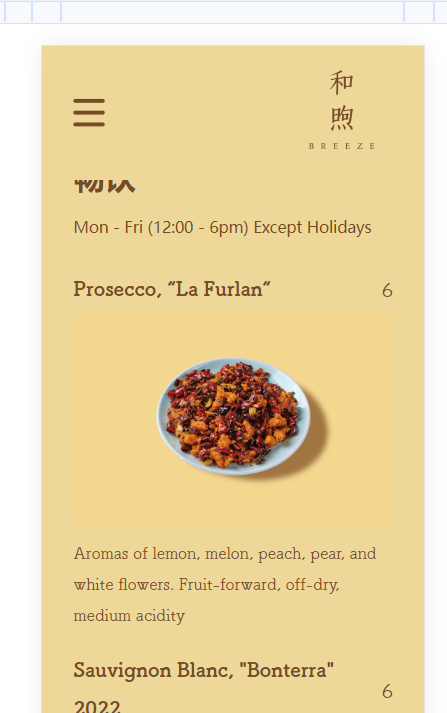 和
煦
BREEZE
Mon - Fri (12:00 - 6pm) Except Holidays
Prosecco, “La Furlan“ 6
Aromas of lemon, melon, peach, pear, and
white flowers. Fruit-forward, off-dry,
medium acidity
Sauvignon Blanc, "Bonterra"
2022 6